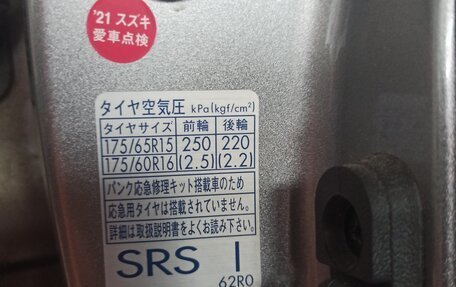 '21 スズキ
愛車点検
タイヤ空気圧 kPa(kgf/cm²)
タイヤサイズ 前輪 後輪
175/65R15 250 220
175/60R16 (2.5) (2.2)
パンク応急修理キット搭載車のため
応急用タイヤは搭載されていません。
詳細は取扱説明書をよくお読み下さい。
SRS I
62R0